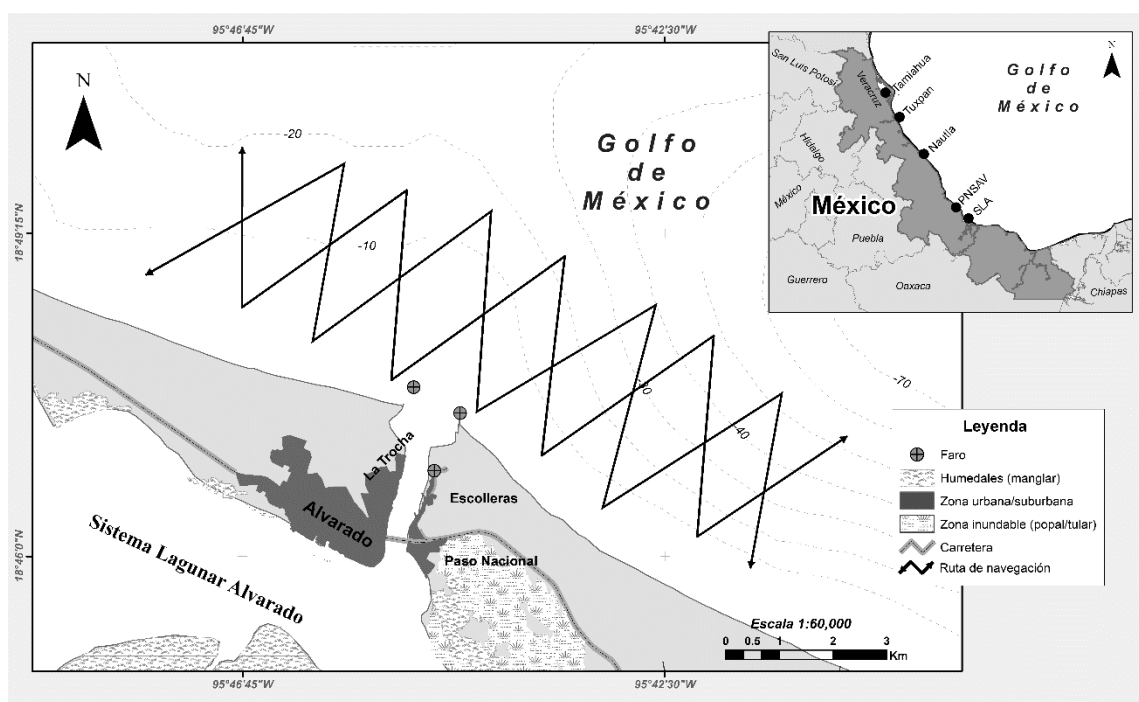 95°46'45"W
95°42'30"W
N
Golfo
de
México
-20
-10
18°49'15"N
18°46'0"N
San Luis Potosí
Veracruz
Tamiahua
Tuxpan
Nautla
PNSAV
SLA
Hidalgo
México
México
Puebla
Guerrero
Oaxaca
Chiapas
Golfo
de
México
N
-70
-40
La Trocha
Alvarado
Escolleras
Paso Nacional
Sistema Lagunar Alvarado
Leyenda
Faro
Humedales (manglar)
Zona urbana/suburbana
Zona inundable (popal/tular)
Carretera
Ruta de navegación
Escala 1:60,000
0 0.5 1 2 3
Km
95°46'45"W
95°42'30"W